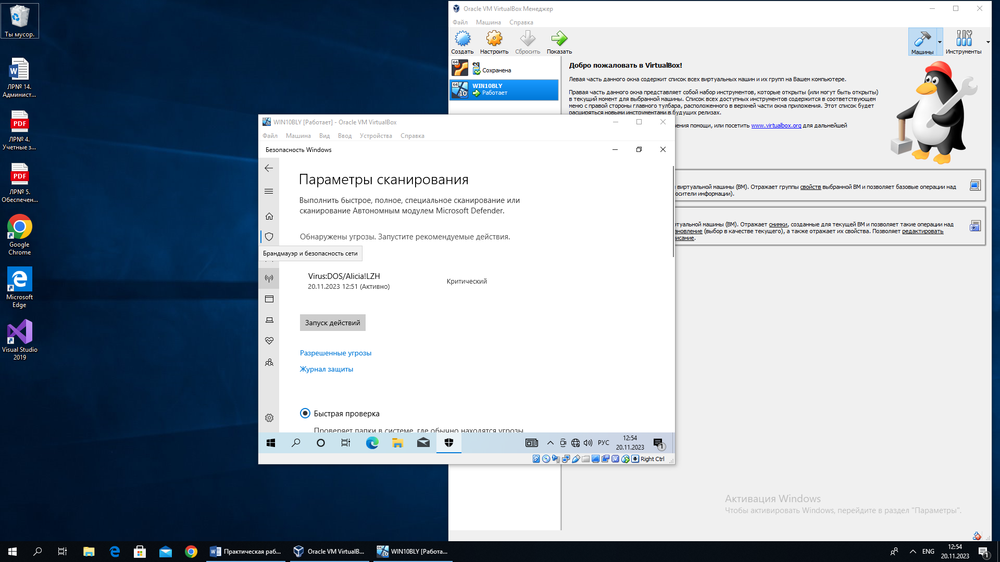 Ты мусор.
ЛР№ 14.
Админист...
PDF
ЛР№ 4.
Учетные з...
PDF
ЛР№ 5.
Обеспечен...
Google
Chrome
Microsoft
Edge
Visual Studio
2019
Oracle VM VirtualBox Менеджер
Файл Машина Справка
Создать Настроить Сбросить Показать
Машины Инструменты
64 eq
Сохранена
64 10 WIN10BLY
Работает
Добро пожаловать в VirtualBox!
Левая часть данного окна содержит список всех виртуальных машин и их групп на Вашем компьютере.
Правая часть данного окна представляет собой набор инструментов, которые открыты (или могут быть открыты)
в текущий момент для выбранной машины. Список всех доступных инструментов содержится в соответствующем
меню с правой стороны главного тулбара, расположенного в верхней части окна приложения. Этот список будет
расширяться новыми инструментами в будущих релизах.
чения помощи, или посетить www.virtualbox.org для дальнейшей
виртуальной машины (ВМ). Отражает группы свойств выбранной ВМ и позволяет базовые операции над
осители информации).
ртуальной машины (ВМ). Отражает снимки, созданные для текущей ВМ и позволяет такие операции над
ановление (выбор в качестве текущего), а также отражает их свойства. Позволяет редактировать
исание.
WIN10BLY [Работает] - Oracle VM VirtualBox
Файл Машина Вид Ввод Устройства Справка
Безопасность Windows
Параметры сканирования
Выполнить быстрое, полное, специальное сканирование или
сканирование Автономным модулем Microsoft Defender.
Обнаружены угрозы. Запустите рекомендуемые действия.
Брандмауэр и безопасность сети
Virus:DOS/Alicia!LZH
20.11.2023 12:51 (Активно)
Критический
Запуск действий
Разрешенные угрозы
Журнал защиты
Быстрая проверка
Проверяет папки в системе, где обычно находятся угрозы
РУС
12:54
20.11.2023
1
Right Ctrl
Активация Windows
Чтобы активировать Windows, перейдите в раздел "Параметры".
Практическая раб...
Oracle VM VirtualB...
WIN10BLY [Работа...
ENG
12:54
20.11.2023
1